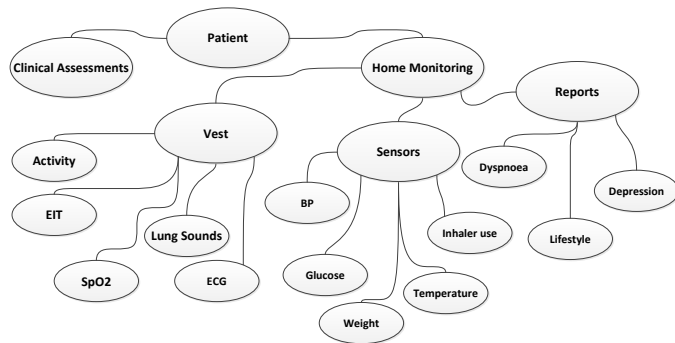 Patient
Clinical Assessments
Home Monitoring
Reports
Vest
Sensors
Activity
Dyspnoea
Depression
EIT
BP
Lung Sounds
Inhaler use
Lifestyle
SpO2
ECG
Glucose
Temperature
Weight